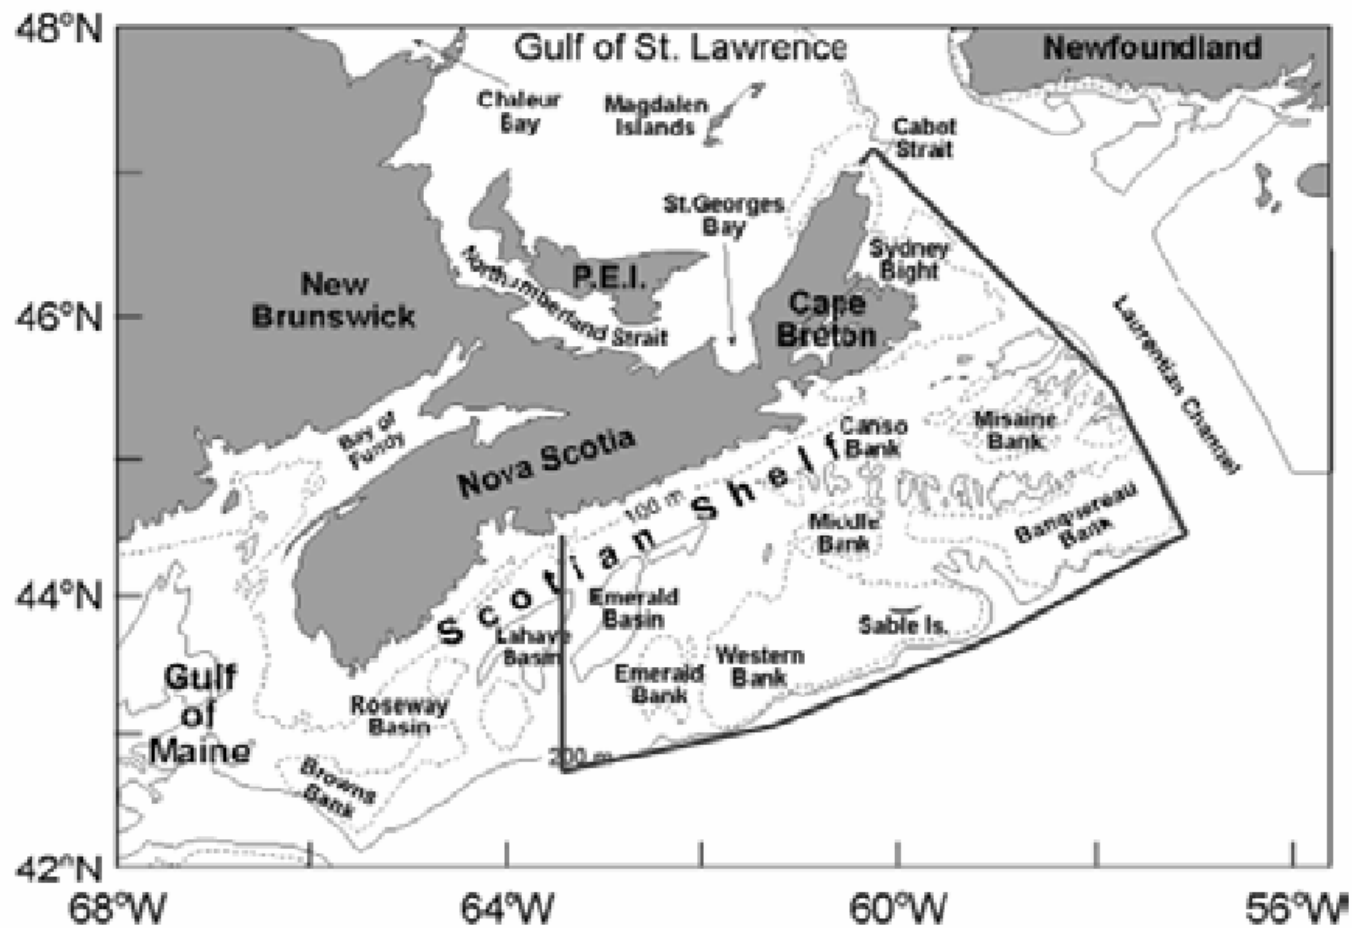 48°N
Gulf of St. Lawrence
Newfoundland
Chaleur
Bay
Magdalen
Islands
Cabot
Strait
St.Georges
Bay
Sydney
Bight
Northumberland Strait
P.E.I.
New
Brunswick
46°N
Cape
Breton
Laurentian Channel
Bay of
Fundy
Nova Scotia
Canso
Bank
Misaine
Bank
100 m
Scotian Shelf
Middle
Bank
Banquereau
Bank
44°N
Emerald
Basin
Sable Is.
Lahave
Basin
Gulf
of
Maine
Roseway
Basin
Emerald
Bank
Western
Bank
200 m
Browns
Bank
42°N
68°W
64°W
60°W
56°W